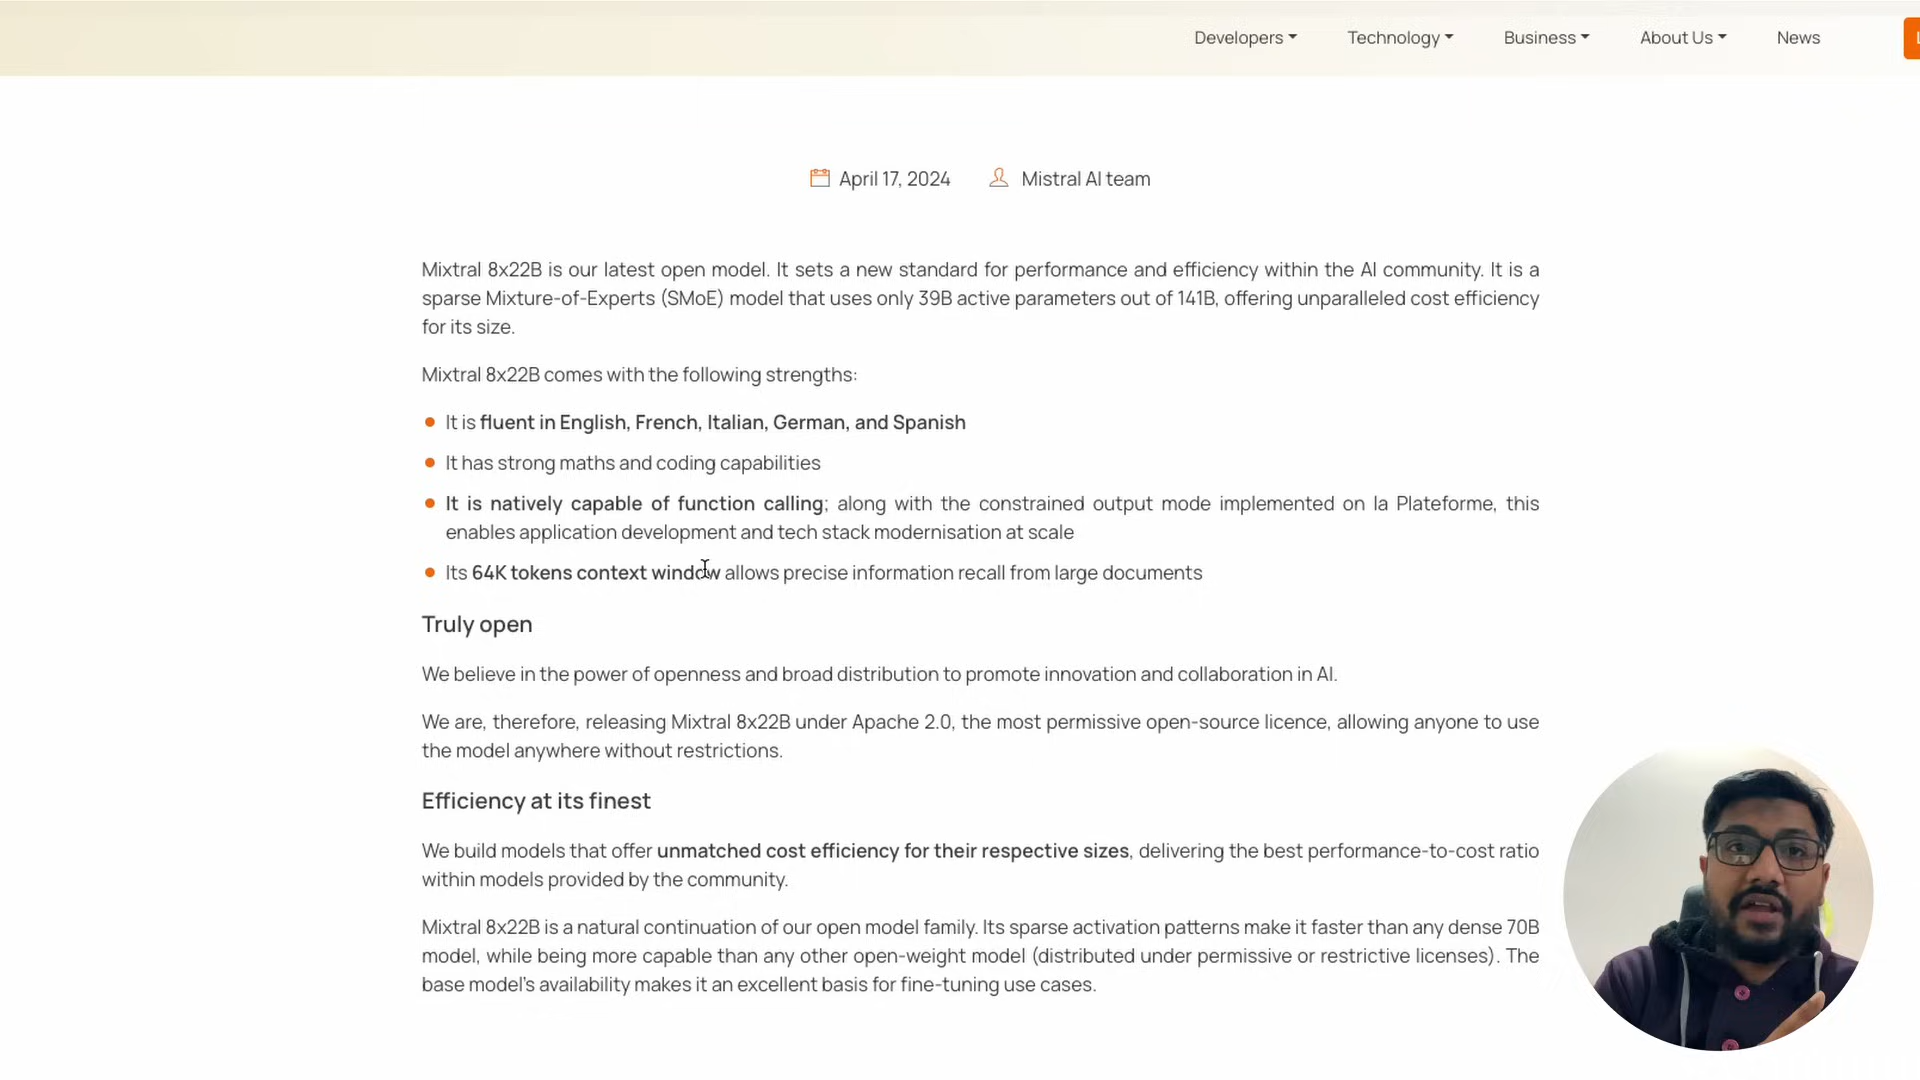 Developers Technology Business About Us News
April 17, 2024 Mistral AI team
Mixtral 8x22B is our latest open model. It sets a new standard for performance and efficiency within the AI community. It is a
sparse Mixture-of-Experts (SMoE) model that uses only 39B active parameters out of 141B, offering unparalleled cost efficiency
for its size.
Mixtral 8x22B comes with the following strengths:
It is fluent in English, French, Italian, German, and Spanish
It has strong maths and coding capabilities
It is natively capable of function calling; along with the constrained output mode implemented on la Plateforme, this
enables application development and tech stack modernisation at scale
Its 64K tokens context window allows precise information recall from large documents
Truly open
We believe in the power of openness and broad distribution to promote innovation and collaboration in AI.
We are, therefore, releasing Mixtral 8x22B under Apache 2.0, the most permissive open-source licence, allowing anyone to use
the model anywhere without restrictions.
Efficiency at its finest
We build models that offer unmatched cost efficiency for their respective sizes, delivering the best performance-to-cost ratio
within models provided by the community.
Mixtral 8x22B is a natural continuation of our open model family. Its sparse activation patterns make it faster than any dense 70B
model, while being more capable than any other open-weight model (distributed under permissive or restrictive licenses). The
base model's availability makes it an excellent basis for fine-tuning use cases.